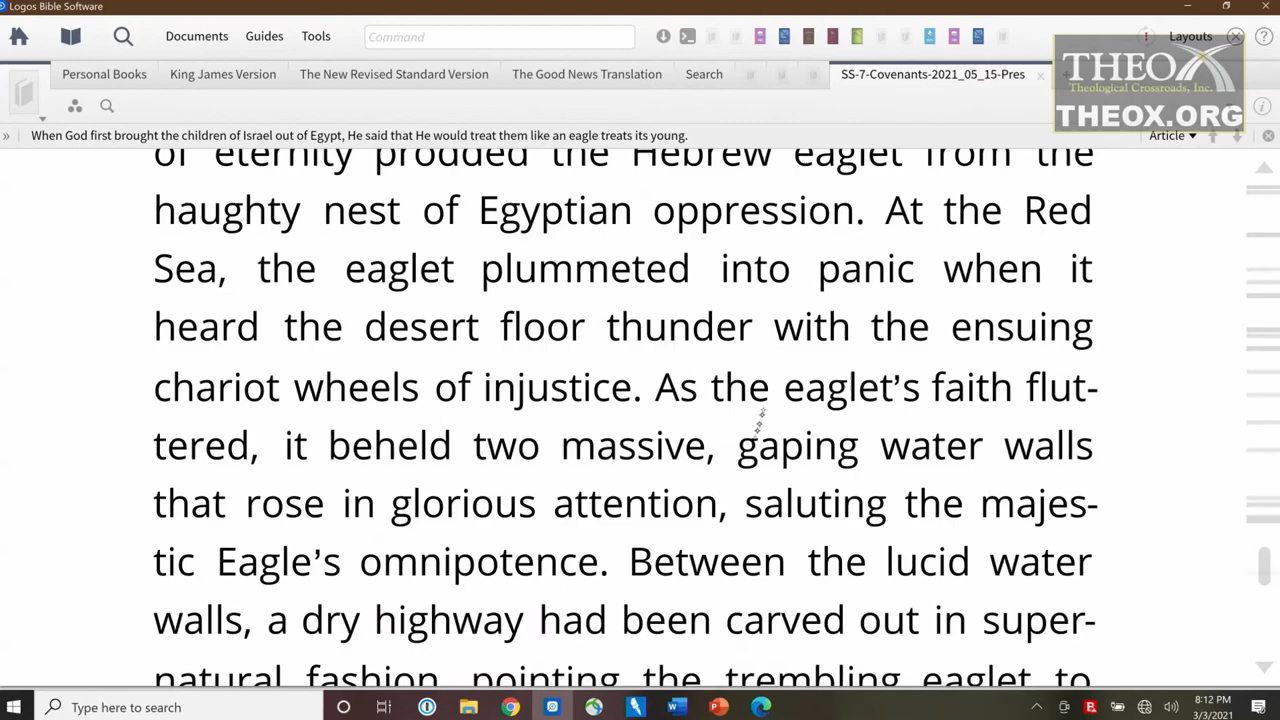 Logos Bible Software
Documents Guides Tools Command Layouts
Personal Books King James Version The New Revised Standard Version The Good News Translation Search SS-7-Covenants-2021_05_15-Pres
THEOX
Theological Crossroads, Inc.
THEOX.ORG
When God first brought the children of Israel out of Egypt, He said that He would treat them like an eagle treats its young. Article
of eternity prodded the Hebrew eaglet from the
haughty nest of Egyptian oppression. At the Red
Sea, the eaglet plummeted into panic when it
heard the desert floor thunder with the ensuing
chariot wheels of injustice. As the eaglet's faith flut-
tered, it beheld two massive, gaping water walls
that rose in glorious attention, saluting the majes-
tic Eagle's omnipotence. Between the lucid water
walls, a dry highway had been carved out in super-
natural fashion, pointing the trembling eaglet to
Type here to search
8:12 PM
3/3/2021